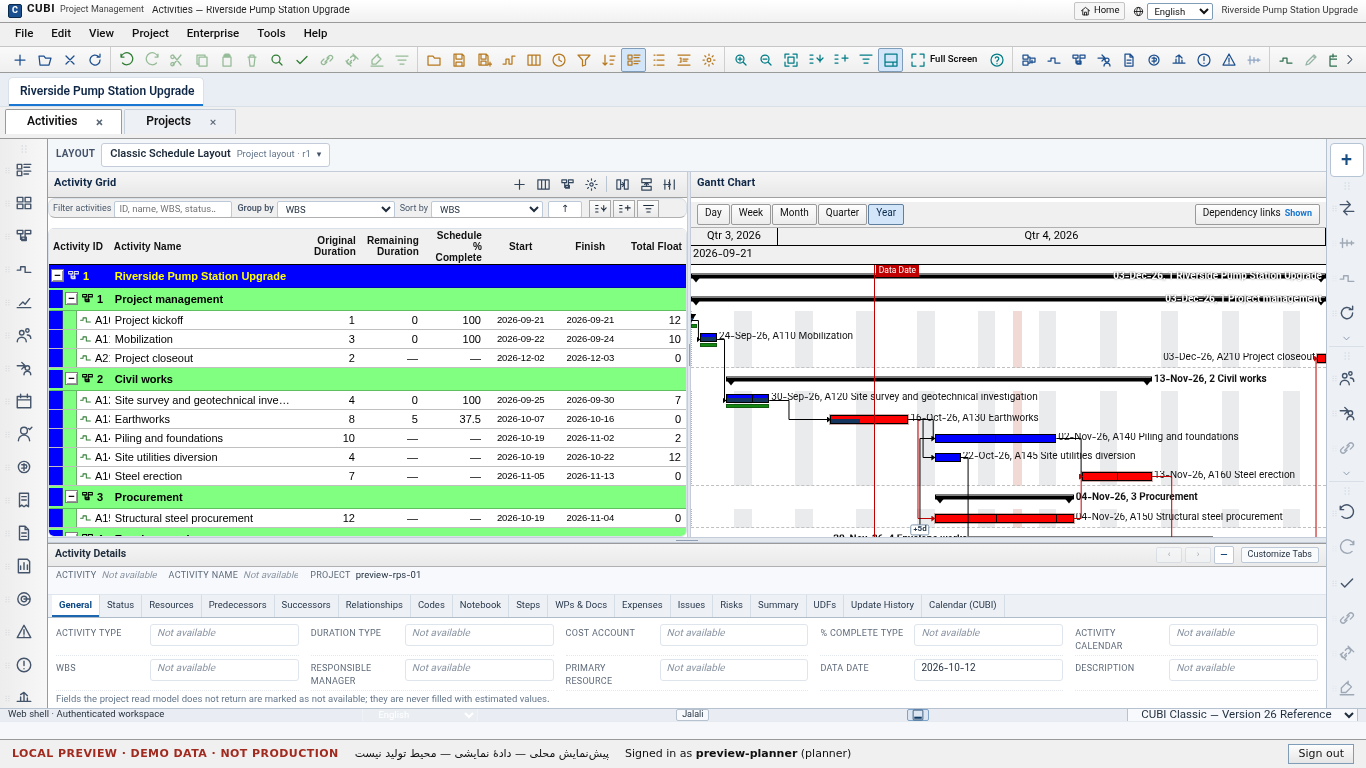 CUBI Project Management Activities — Riverside Pump Station Upgrade Home English Riverside Pump Station Upgrade
File Edit View Project Enterprise Tools Help
Full Screen
Riverside Pump Station Upgrade
Activities × Projects ×
LAYOUT Classic Schedule Layout Project layout · r1
Activity Grid
Filter activities ID, name, WBS, status.. Group by WBS Sort by WBS
Activity ID Activity Name Original Duration Remaining Duration Schedule % Complete Start Finish Total Float
1 Riverside Pump Station Upgrade
1 Project management
Project kickoff 1 0 100 2026-09-21 2026-09-21 12
Mobilization 3 0 100 2026-09-22 2026-09-24 10
Project closeout 2 — — 2026-12-02 2026-12-03 0
2 Civil works
Site survey and geotechnical inve... 4 0 100 2026-09-25 2026-09-30 7
Earthworks 8 5 37.5 2026-10-07 2026-10-16 0
Piling and foundations 10 — — 2026-10-19 2026-11-02 2
Site utilities diversion 4 — — 2026-10-19 2026-10-22 12
Steel erection 7 — — 2026-11-05 2026-11-13 0
3 Procurement
Structural steel procurement 12 — — 2026-10-19 2026-11-04 0
Gantt Chart
Day Week Month Quarter Year Dependency links Shown
Qtr 3, 2026 Qtr 4, 2026
2026-09-21
Data Date
03-Dec-26, 1 Riverside Pump Station Upgrade
03-Dec-26, 1 Project management
24-Sep-26, A110 Mobilization
03-Dec-26, A210 Project closeout
13-Nov-26, 2 Civil works
30-Sep-26, A120 Site survey and geotechnical investigation
16-Oct-26, A130 Earthworks
02-Nov-26, A140 Piling and foundations
22-Oct-26, A145 Site utilities diversion
13-Nov-26, A160 Steel erection
04-Nov-26, 3 Procurement
04-Nov-26, A150 Structural steel procurement
+5d
Activity Details Customize Tabs
ACTIVITY Not available ACTIVITY NAME Not available PROJECT preview-rps-01
General Status Resources Predecessors Successors Relationships Codes Notebook Steps WPs & Docs Expenses Issues Risks Summary UDFs Update History Calendar (CUBI)
ACTIVITY TYPE Not available DURATION TYPE Not available COST ACCOUNT Not available % COMPLETE TYPE Not available ACTIVITY CALENDAR Not available
WBS Not available RESPONSIBLE MANAGER Not available PRIMARY RESOURCE Not available DATA DATE 2026-10-12 DESCRIPTION Not available
Fields the project read model does not return are marked as not available; they are never filled with estimated values.
Web shell · Authenticated workspace English Jalali CUBI Classic — Version 26 Reference
LOCAL PREVIEW · DEMO DATA · NOT PRODUCTION پیش‌نمایش محلی — دادهٔ نمایشی — محیط تولید نیست Signed in as preview-planner (planner) Sign out